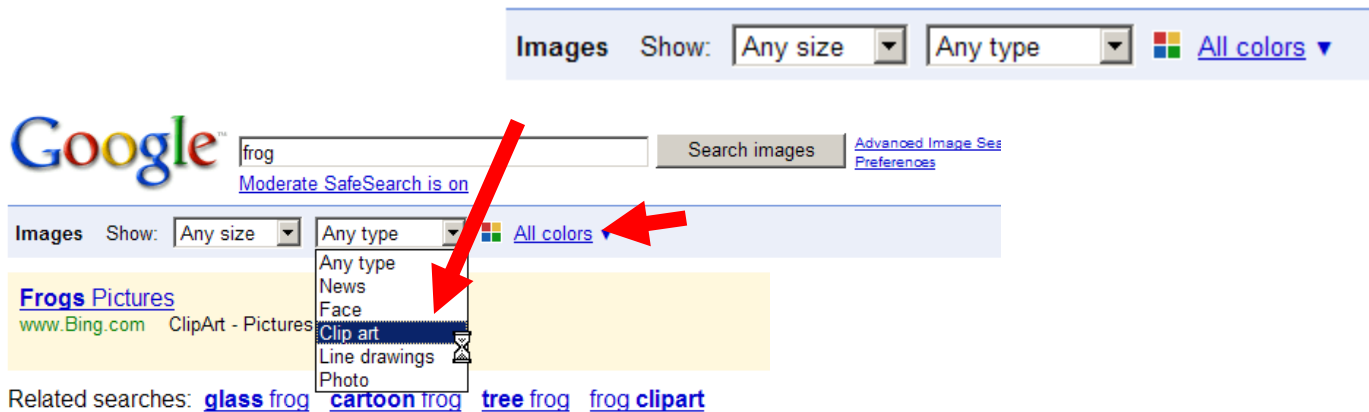 Images Show: Any size Any type All colors ▼
Google™ frog Search images Advanced Image Sea
Preferences
Moderate SafeSearch is on
Images Show: Any size Any type All colors ▼
Any type
News
Frogs Pictures
Face
www.Bing.com ClipArt - Pictures
Clip art
Line drawings
Photo
Related searches: glass frog cartoon frog tree frog frog clipart